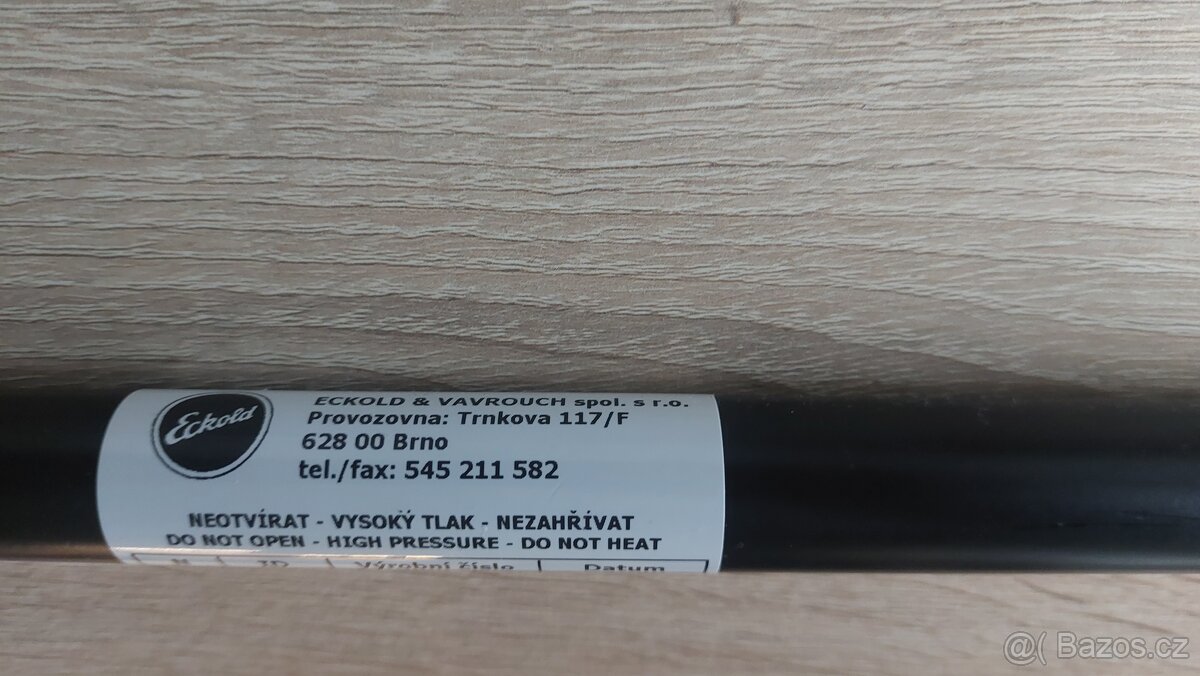 Eckold
ECKOLD & VAVROUCH spol. s r.o.
Provozovna: Trnkova 117/F
628 00 Brno
tel./fax: 545 211 582
NEOTVÍRAT - VYSOKÝ TLAK - NEZAHŘÍVAT
DO NOT OPEN - HIGH PRESSURE - DO NOT HEAT
N Výrobní číslo Datum
@( Bazos.cz